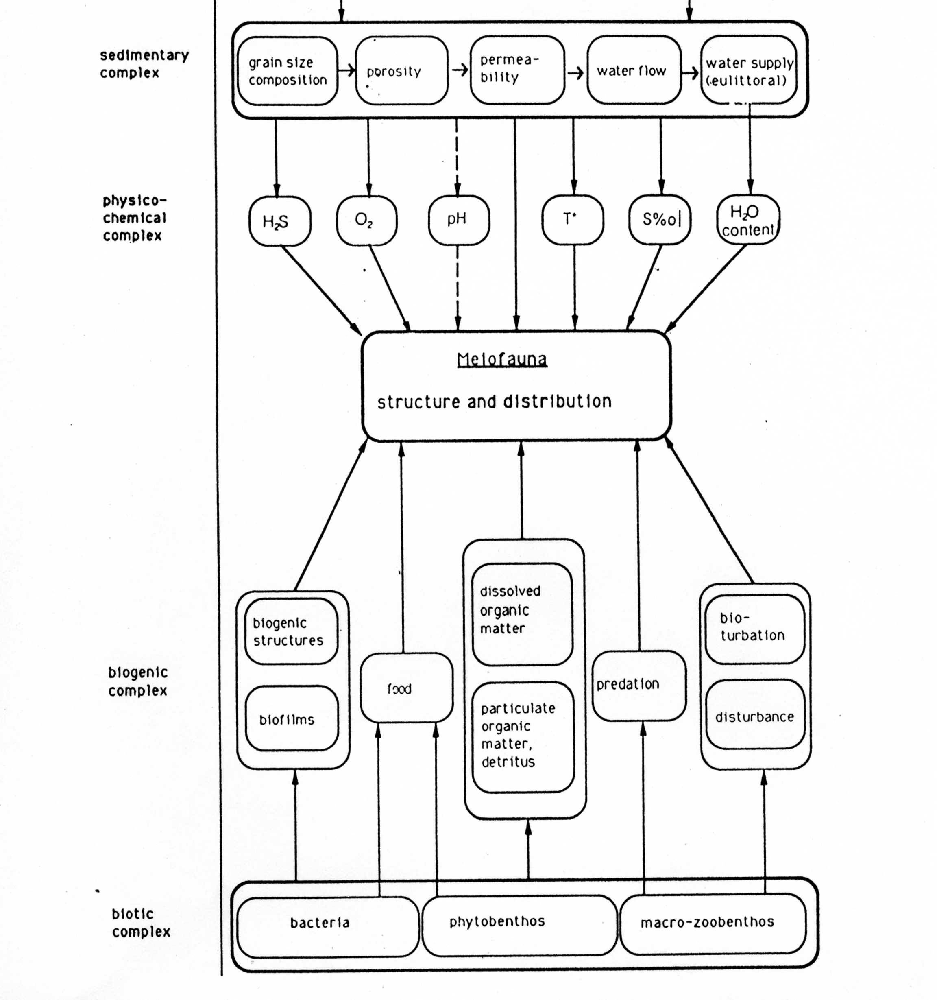 sedimentary
complex
grain size
composition
porosity
permea-
bility
water flow
water supply
(eulittoral)
physico-
chemical
complex
H₂S
O₂
pH
T°
S‰
H₂O
content
Meiofauna
structure and distribution
biogenic
complex
biogenic
structures
biofilms
food
dissolved
organic
matter
particulate
organic
matter,
detritus
predation
bio-
turbation
disturbance
biotic
complex
bacteria
phytobenthos
macro-zoobenthos